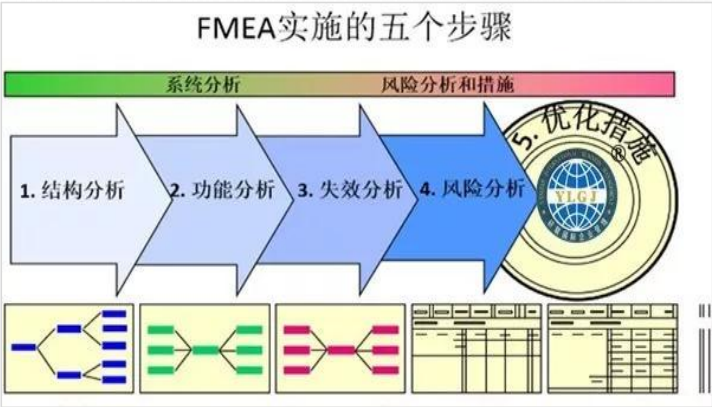 FMEA实施的五个步骤
系统分析
风险分析和措施
1. 结构分析
2. 功能分析
3. 失效分析
4. 风险分析
5. 优化措施
®
YLGJ